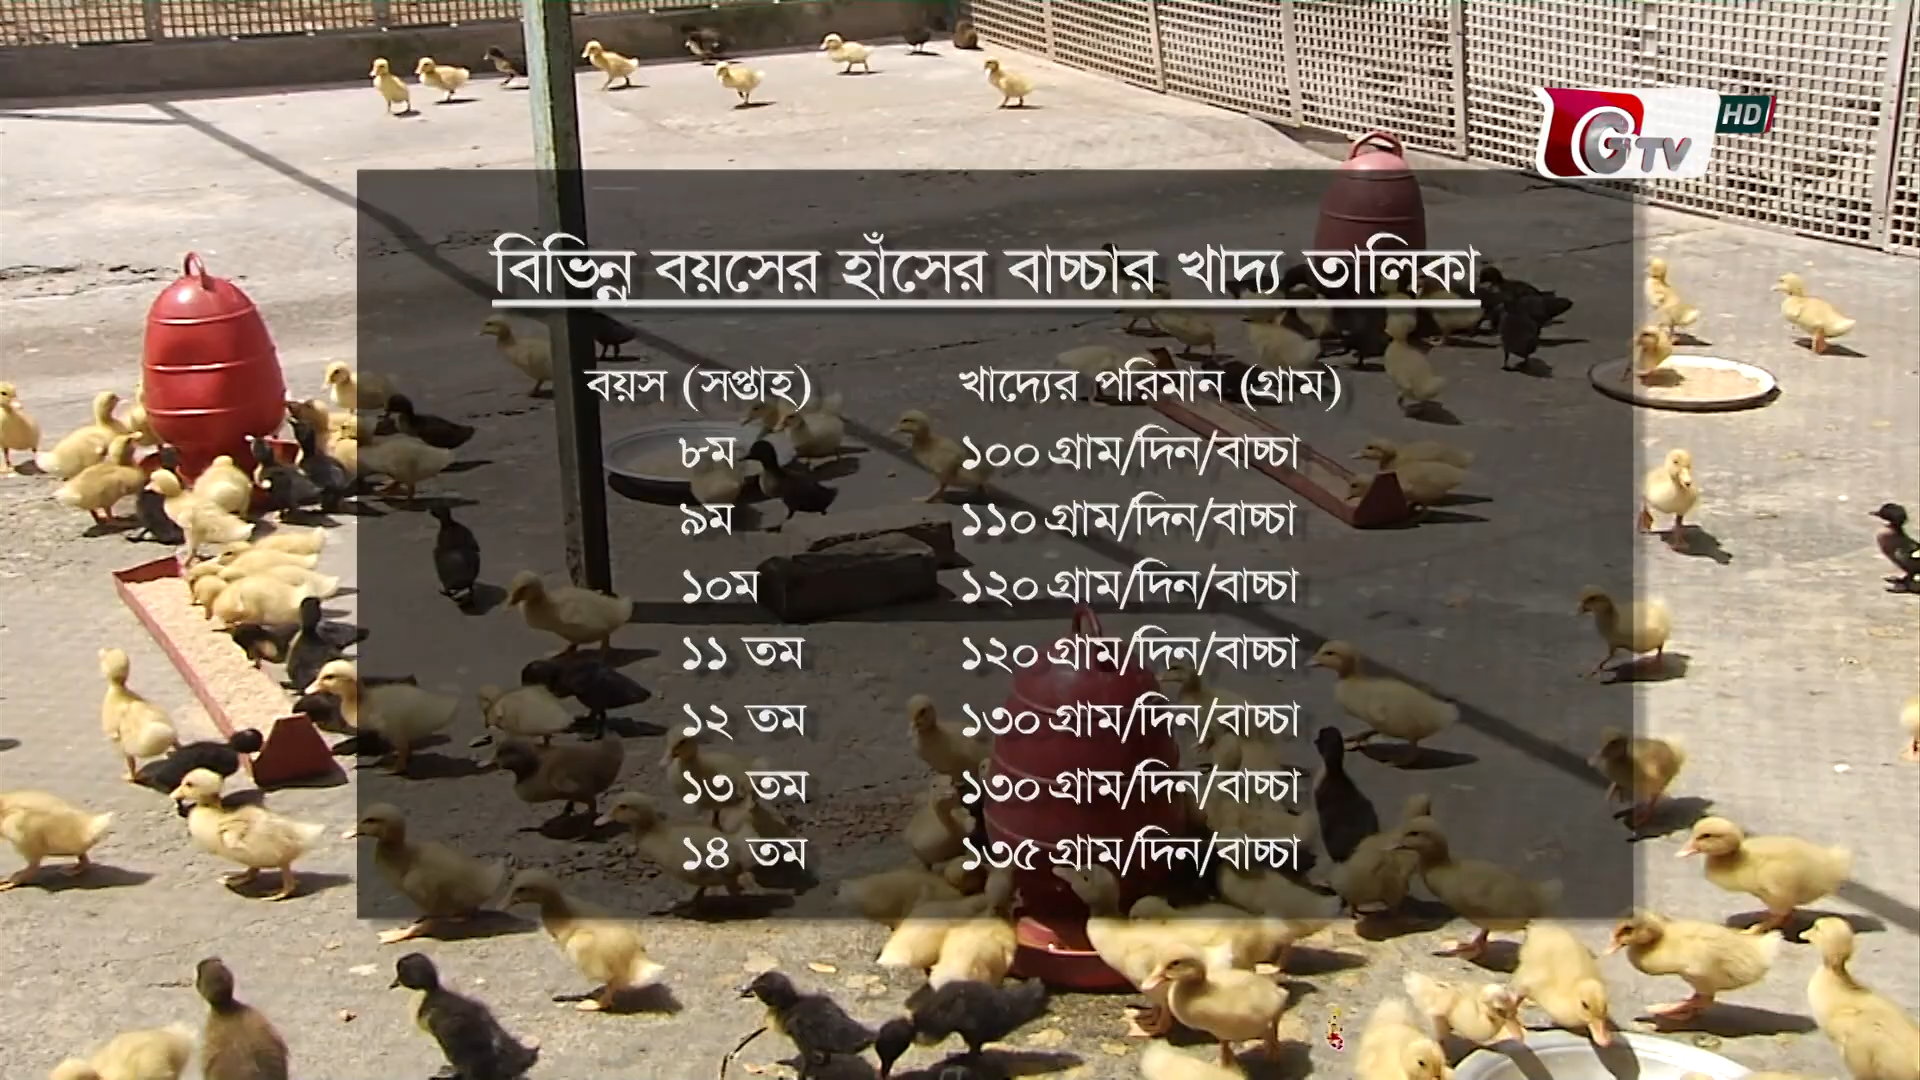 GTV HD
বিভিন্ন বয়সের হাঁসের বাচ্চার খাদ্য তালিকা
বয়স (সপ্তাহ) খাদ্যের পরিমান (গ্রাম)
৮ম ১০০ গ্রাম/দিন/বাচ্চা
৯ম ১১০ গ্রাম/দিন/বাচ্চা
১০ম ১২০ গ্রাম/দিন/বাচ্চা
১১ তম ১২০ গ্রাম/দিন/বাচ্চা
১২ তম ১৩০ গ্রাম/দিন/বাচ্চা
১৩ তম ১৩০ গ্রাম/দিন/বাচ্চা
১৪ তম ১৩৫ গ্রাম/দিন/বাচ্চা